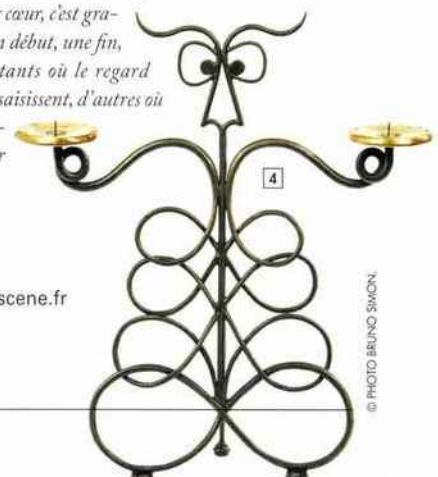 cœur, c'est gra-
début, une fin,
tants où le regard
saisissent, d'autres où
-
r
scene.fr
4
© PHOTO BRUNO SIMON.